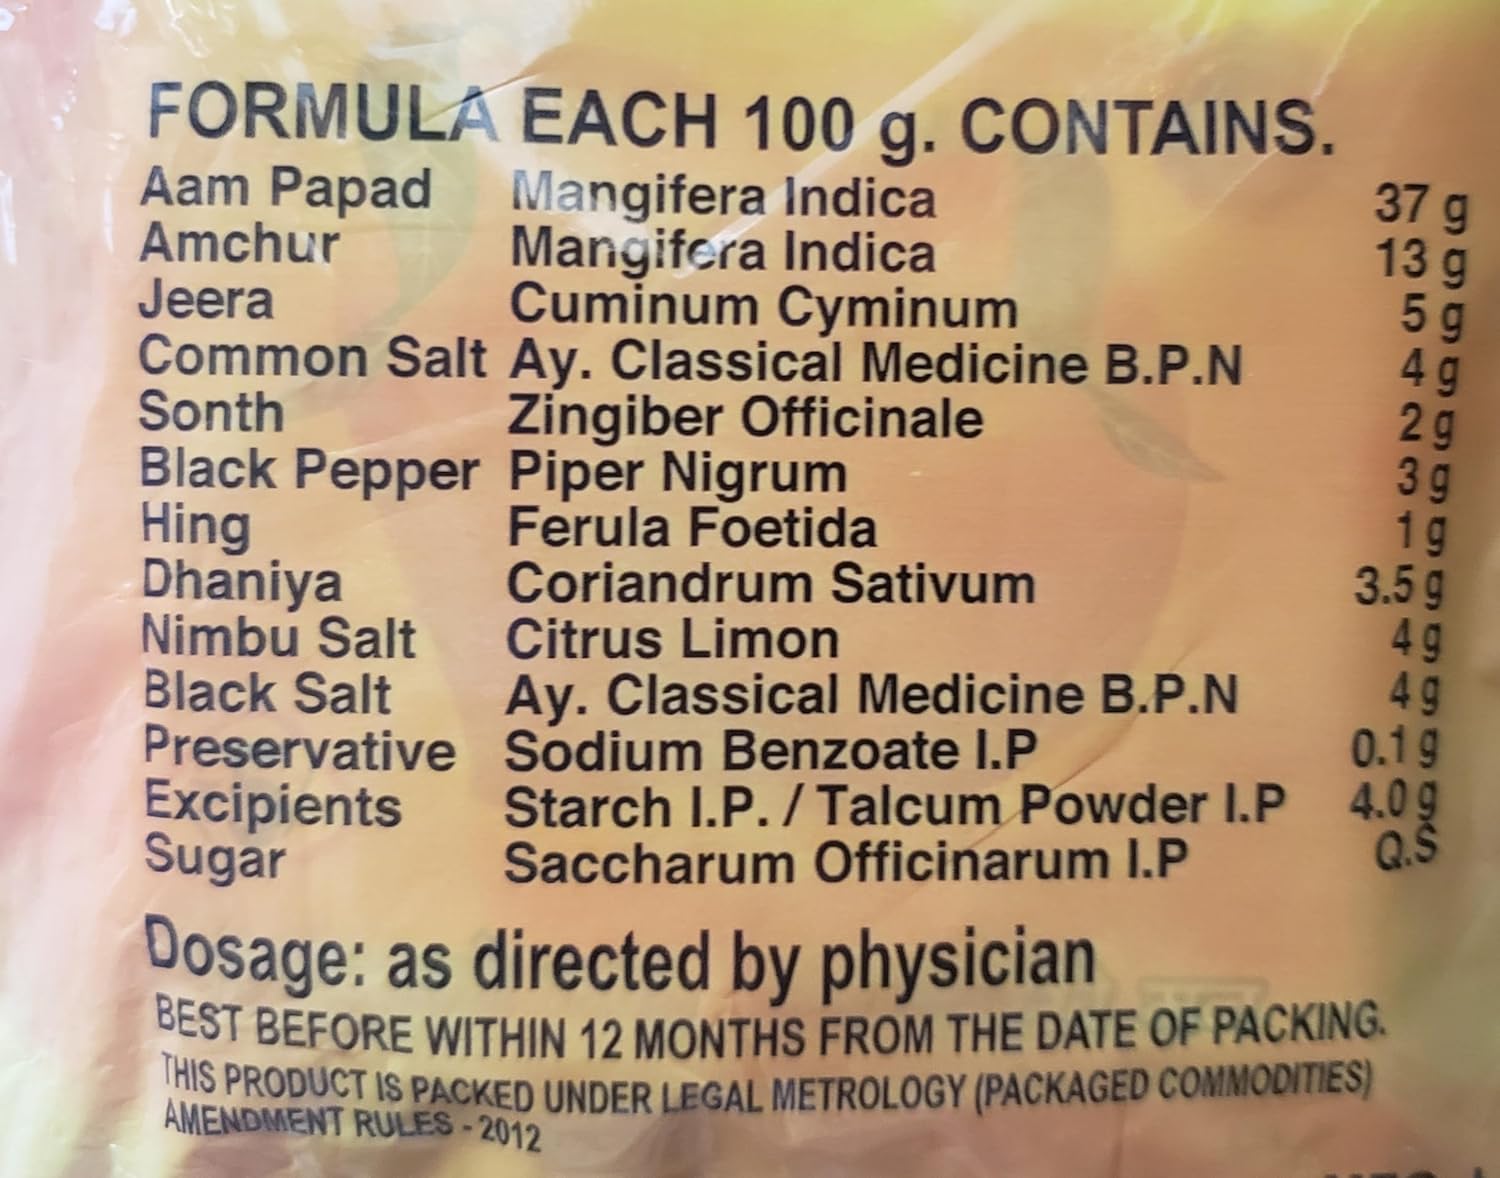 FORMULA EACH 100 g. CONTAINS.
Aam Papad Mangifera Indica 37 g
Amchur Mangifera Indica 13 g
Jeera Cuminum Cyminum 5 g
Common Salt Ay. Classical Medicine B.P.N 4 g
Sonth Zingiber Officinale 2 g
Black Pepper Piper Nigrum 3 g
Hing Ferula Foetida 1 g
Dhaniya Coriandrum Sativum 3.5 g
Nimbu Salt Citrus Limon 4 g
Black Salt Ay. Classical Medicine B.P.N 4 g
Preservative Sodium Benzoate I.P 0.1 g
Excipients Starch I.P. / Talcum Powder I.P 4.0 g
Sugar Saccharum Officinarum I.P Q.S
Dosage: as directed by physician
BEST BEFORE WITHIN 12 MONTHS FROM THE DATE OF PACKING.
THIS PRODUCT IS PACKED UNDER LEGAL METROLOGY (PACKAGED COMMODITIES)
AMENDMENT RULES - 2012